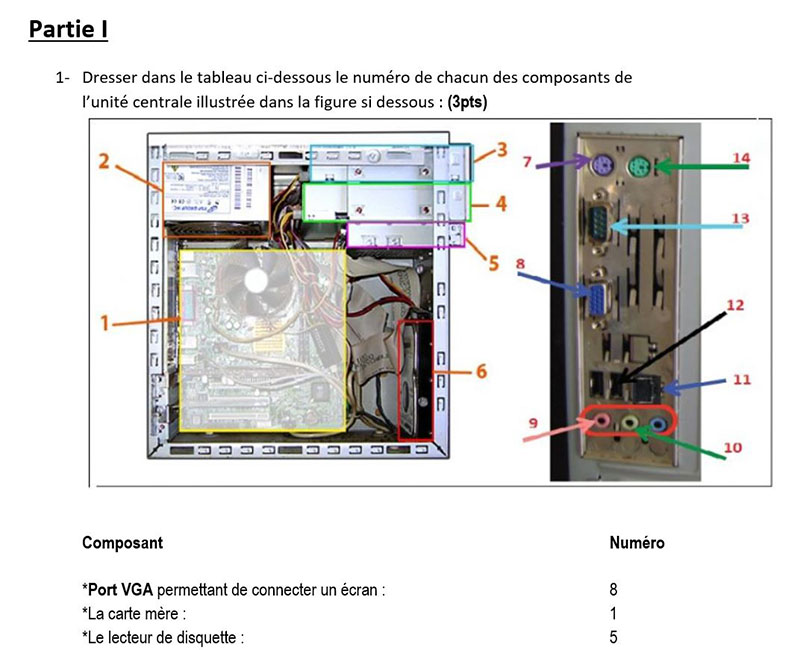 Partie I
1- Dresser dans le tableau ci-dessous le numéro de chacun des composants de
l’unité centrale illustrée dans la figure si dessous : (3pts)
2
3
4
5
1
6
7
14
13
8
12
11
9
10
Composant Numéro
*Port VGA permettant de connecter un écran : 8
*La carte mère : 1
*Le lecteur de disquette : 5